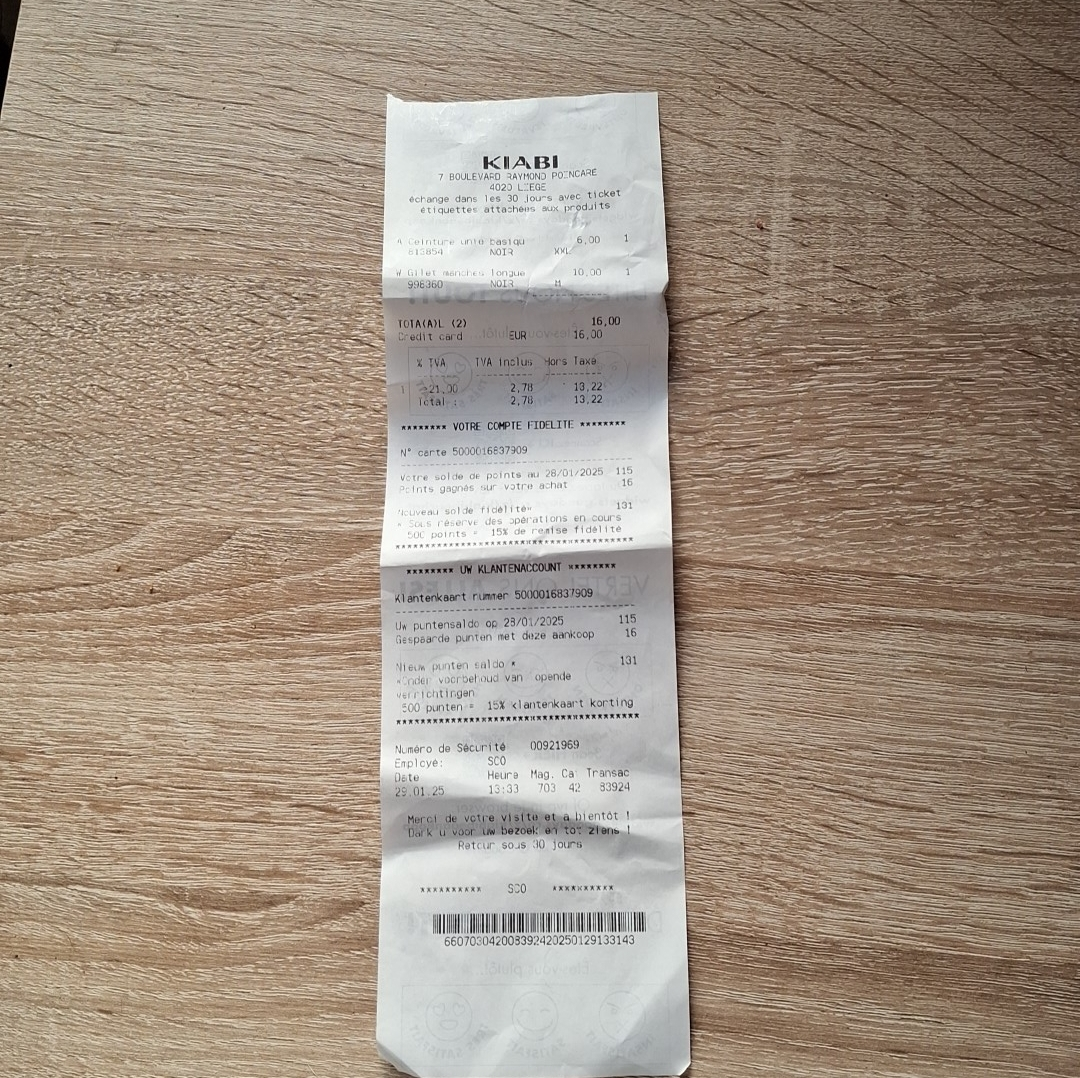 KIABI
7 BOULEVARD RAYMOND POINCARE
4020 LIEGE
échange dans les 30 jours avec ticket
étiquettes attachées aux produits
A Ceinture unie basiqu 6,00 1
813854 NOIR XXL
W Gilet manches longue 10,00 1
996360 NOIR M
TOTA(A)L (2) 16,00
Credit card EUR 16,00
% TVA TVA inclus Hors Taxe
21,00 2,78 13,22
Total : 2,78 13,22
******** VOTRE COMPTE FIDELITE ********
N° carte 5000016837909
Votre solde de points au 28/01/2025 115
Points gagnés sur votre achat 16
Nouveau solde fidélité* 131
* Sous réserve des opérations en cours
500 points = 15% de remise fidélité
******** UW KLANTENACCOUNT ********
Klantenkaart nummer 5000016837909
Uw puntensaldo op 28/01/2025 115
Gespaarde punten met deze aankoop 16
Nieuw punten saldo * 131
*Onder voorbehoud van opende
verrichtingen
500 punten = 15% klantenkaart korting
Numéro de Sécurité 00921969
Employé: SCO
Date Heure Mag. Cai Transac
29.01.25 13:33 703 42 83924
Merci de votre visite et à bientôt !
Dank u voor uw bezoek en tot ziens !
Retour sous 30 jours
********** SCO **********
660703042008392420250129133143